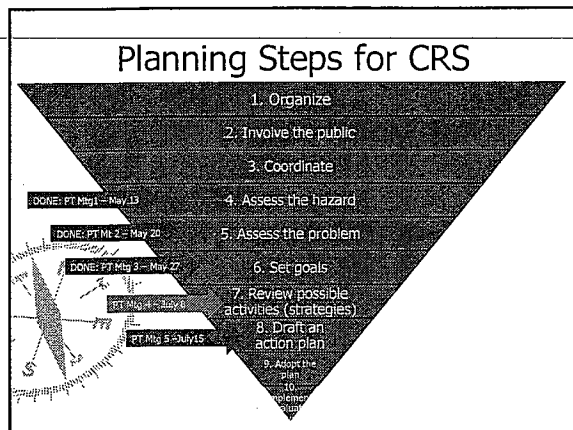 Planning Steps for CRS
1. Organize
2. Involve the public
3. Coordinate
DONE: PT Mtg1 – May 13
4. Assess the hazard
DONE: PT Mt 2 – May 20
5. Assess the problem
DONE: PT Mtg 3 – May 27
6. Set goals
PT Mtg 4 – July
7. Review possible
activities (strategies)
8. Draft an
action plan
PT Mtg 5 –July15
9. Adopt the
plan
10.
S